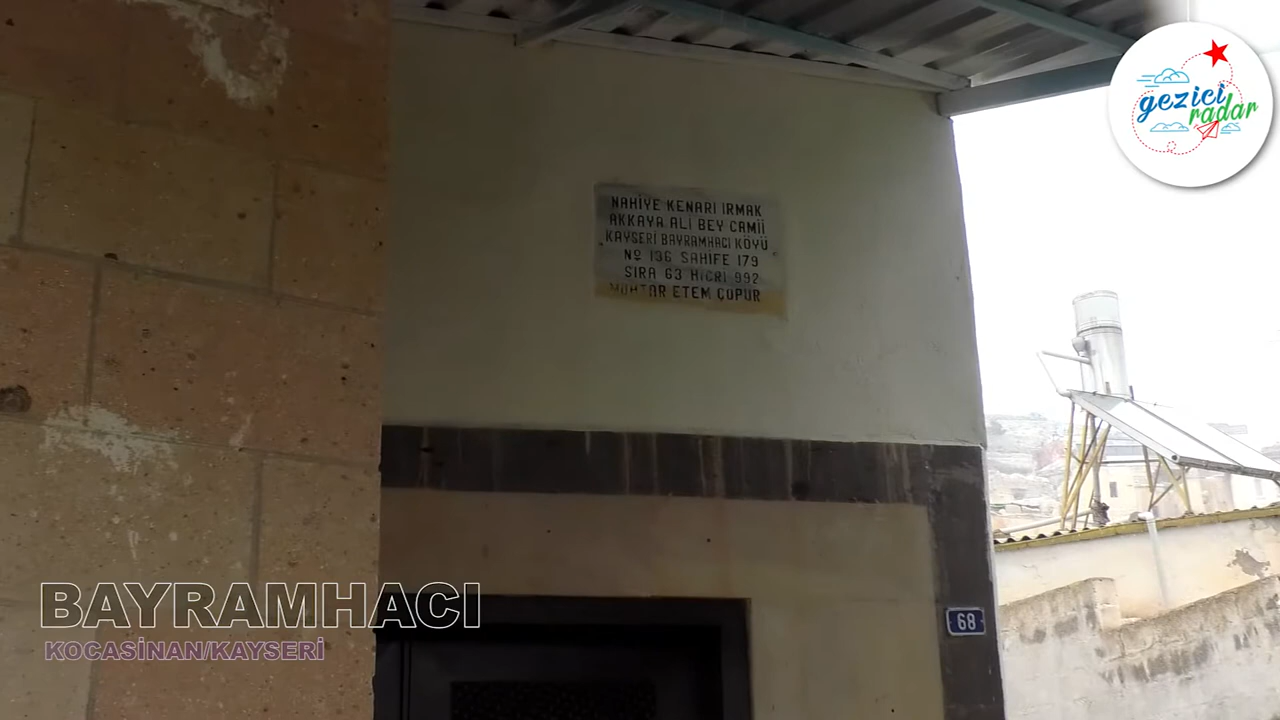 gezici
radar
NAHİYE KENARI IRMAK
AKKAYA ALİ BEY CAMİİ
KAYSERİ BAYRAMHACI KÖYÜ
Nº 136 SAHİFE 179
SIRA 63 HİCRİ 992
MUHTAR ETEM ÇOPUR
68
BAYRAMHACI
KOCASİNAN/KAYSERİ